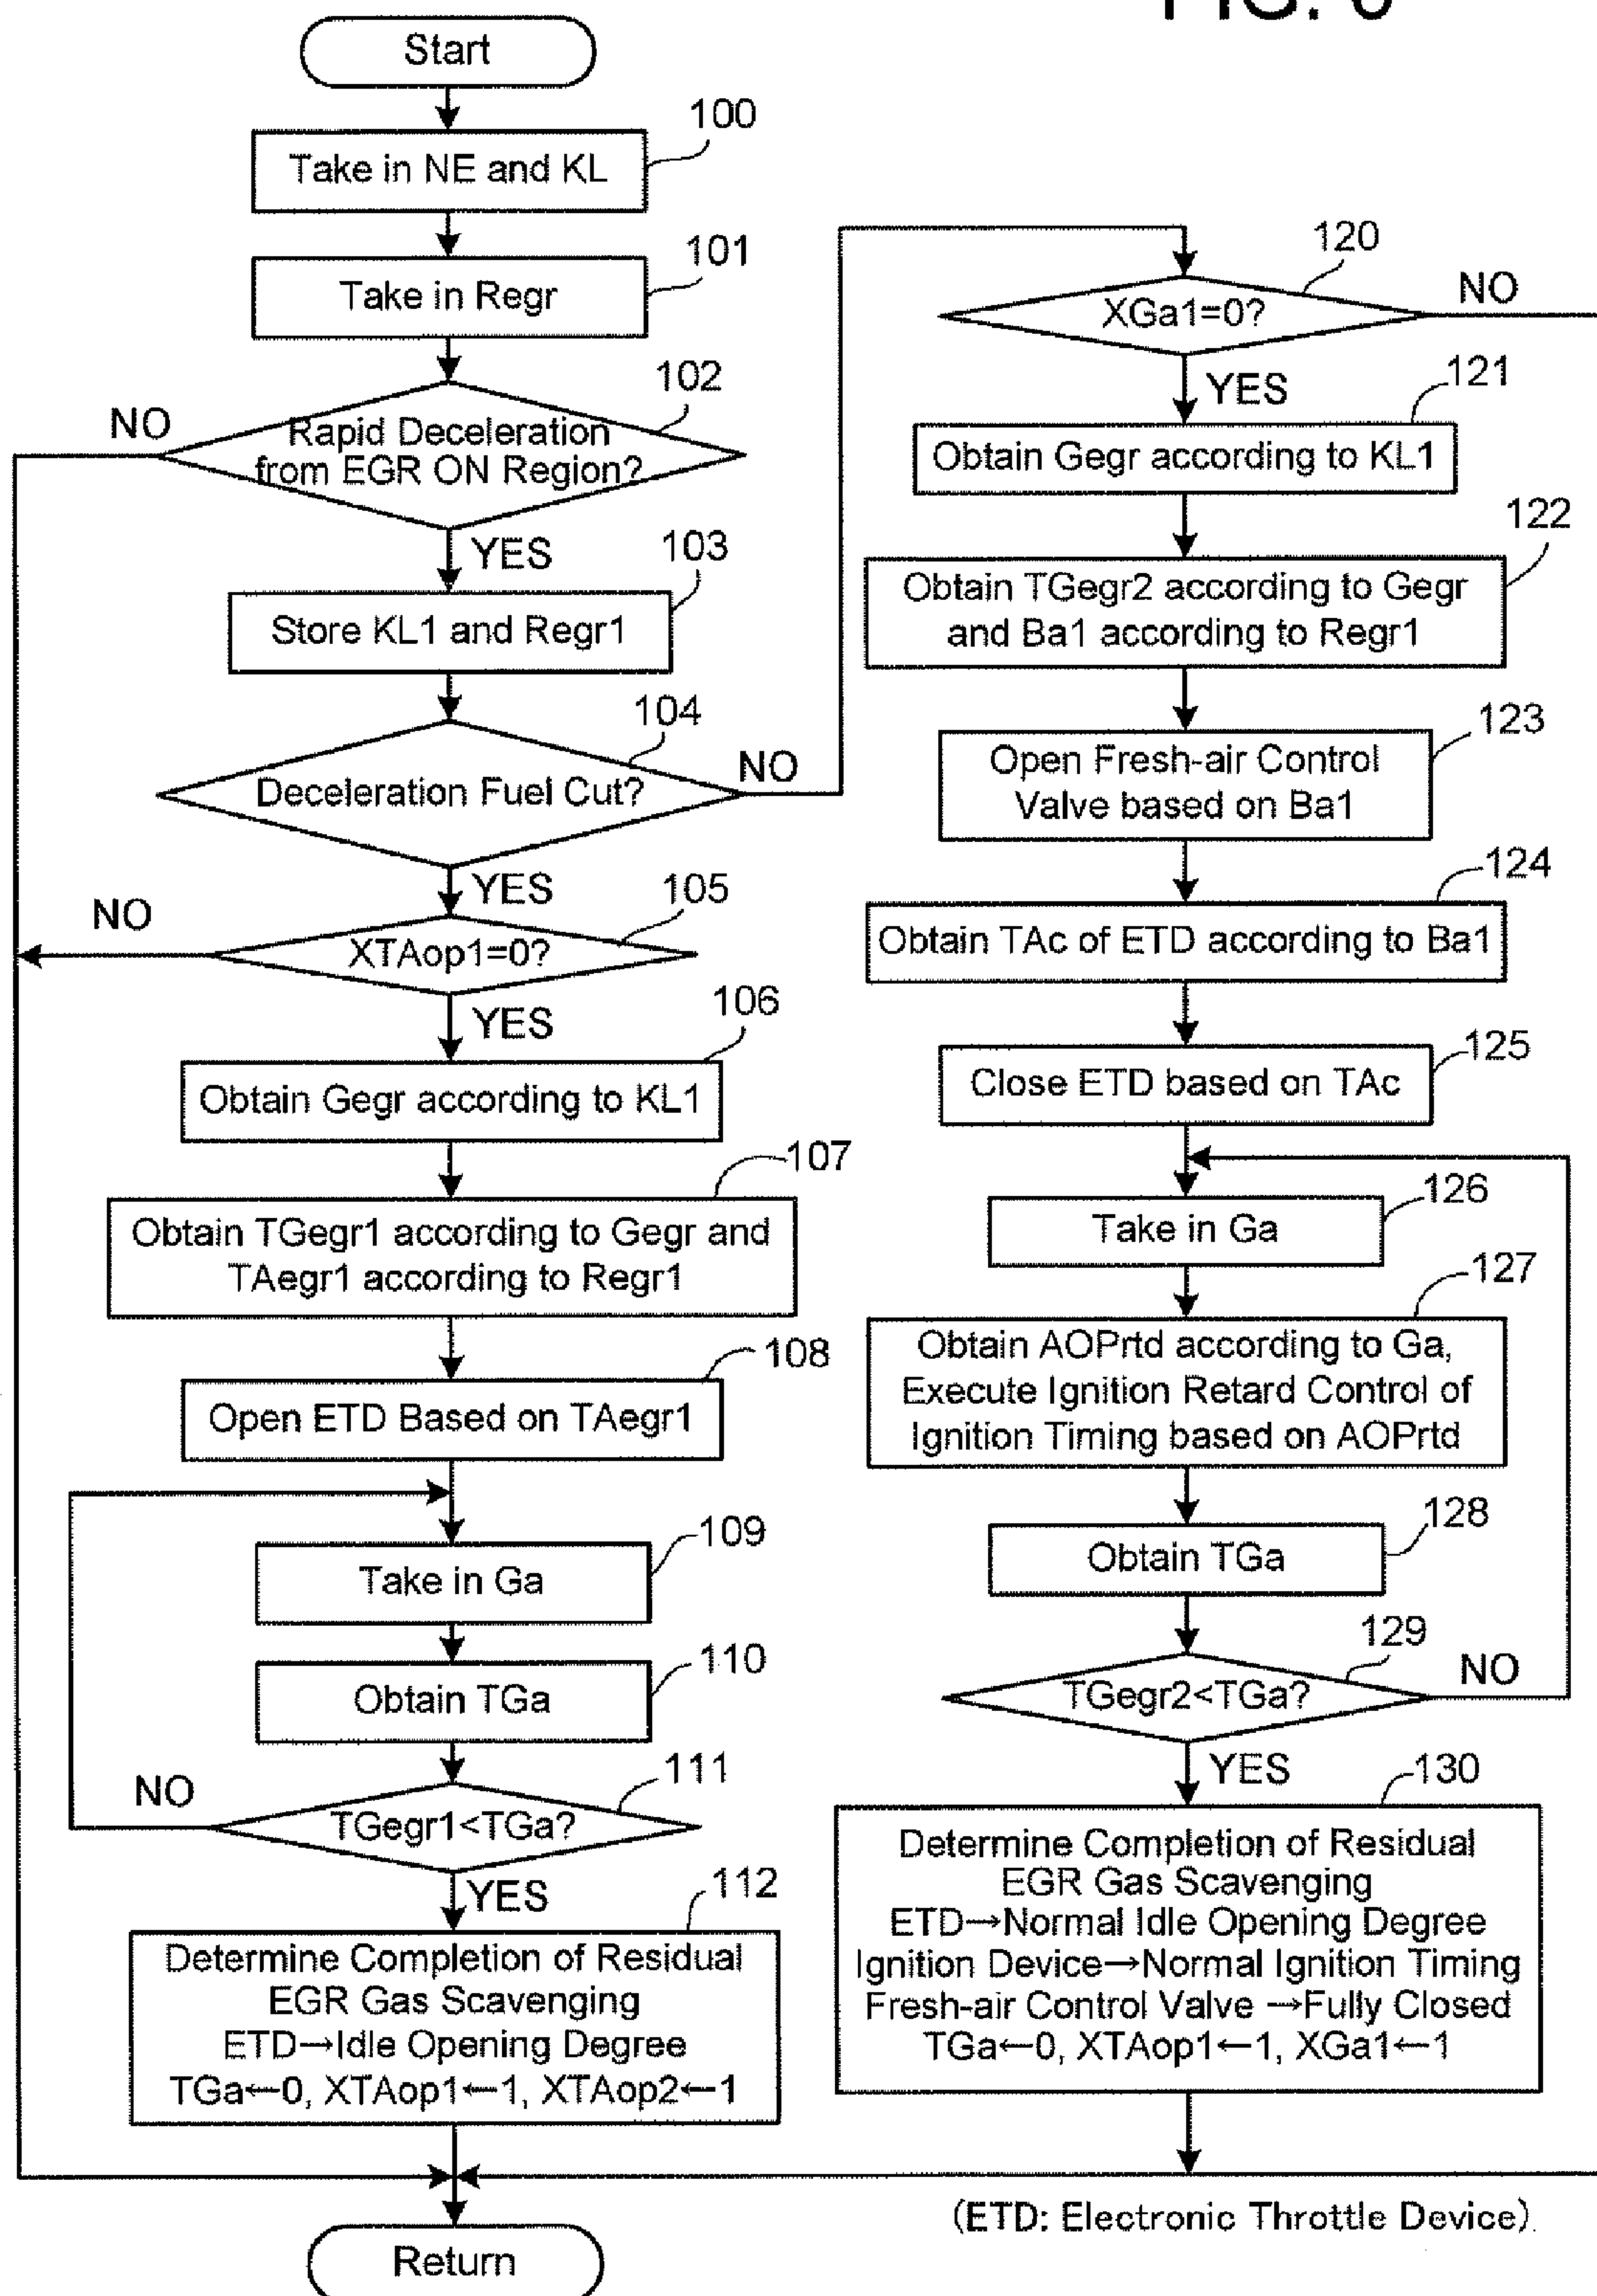 FIG.
Start
100
Take in NE and KL
101
Take in Regr
102
NO
Rapid Deceleration
from EGR ON Region?
YES
103
Store KL1 and Regr1
104
Deceleration Fuel Cut?
NO
YES
105
NO
XTAop1=0?
YES
106
Obtain Gegr according to KL1
107
Obtain TGegr1 according to Gegr and
TAegr1 according to Regr1
108
Open ETD Based on TAegr1
109
Take in Ga
110
Obtain TGa
111
NO
TGegr1<TGa?
YES
112
Determine Completion of Residual
EGR Gas Scavenging
ETD→Idle Opening Degree
TGa←0, XTAop1←1, XTAop2←1
Return
120
XGa1=0?
NO
YES
121
Obtain Gegr according to KL1
122
Obtain TGegr2 according to Gegr
and Ba1 according to Regr1
123
Open Fresh-air Control
Valve based on Ba1
124
Obtain TAc of ETD according to Ba1
125
Close ETD based on TAc
126
Take in Ga
127
Obtain AOPrtd according to Ga,
Execute Ignition Retard Control of
Ignition Timing based on AOPrtd
128
Obtain TGa
129
TGegr2<TGa?
NO
YES
130
Determine Completion of Residual
EGR Gas Scavenging
ETD→Normal Idle Opening Degree
Ignition Device→Normal Ignition Timing
Fresh-air Control Valve →Fully Closed
TGa←0, XTAop1←1, XGa1←1
(ETD: Electronic Throttle Device)